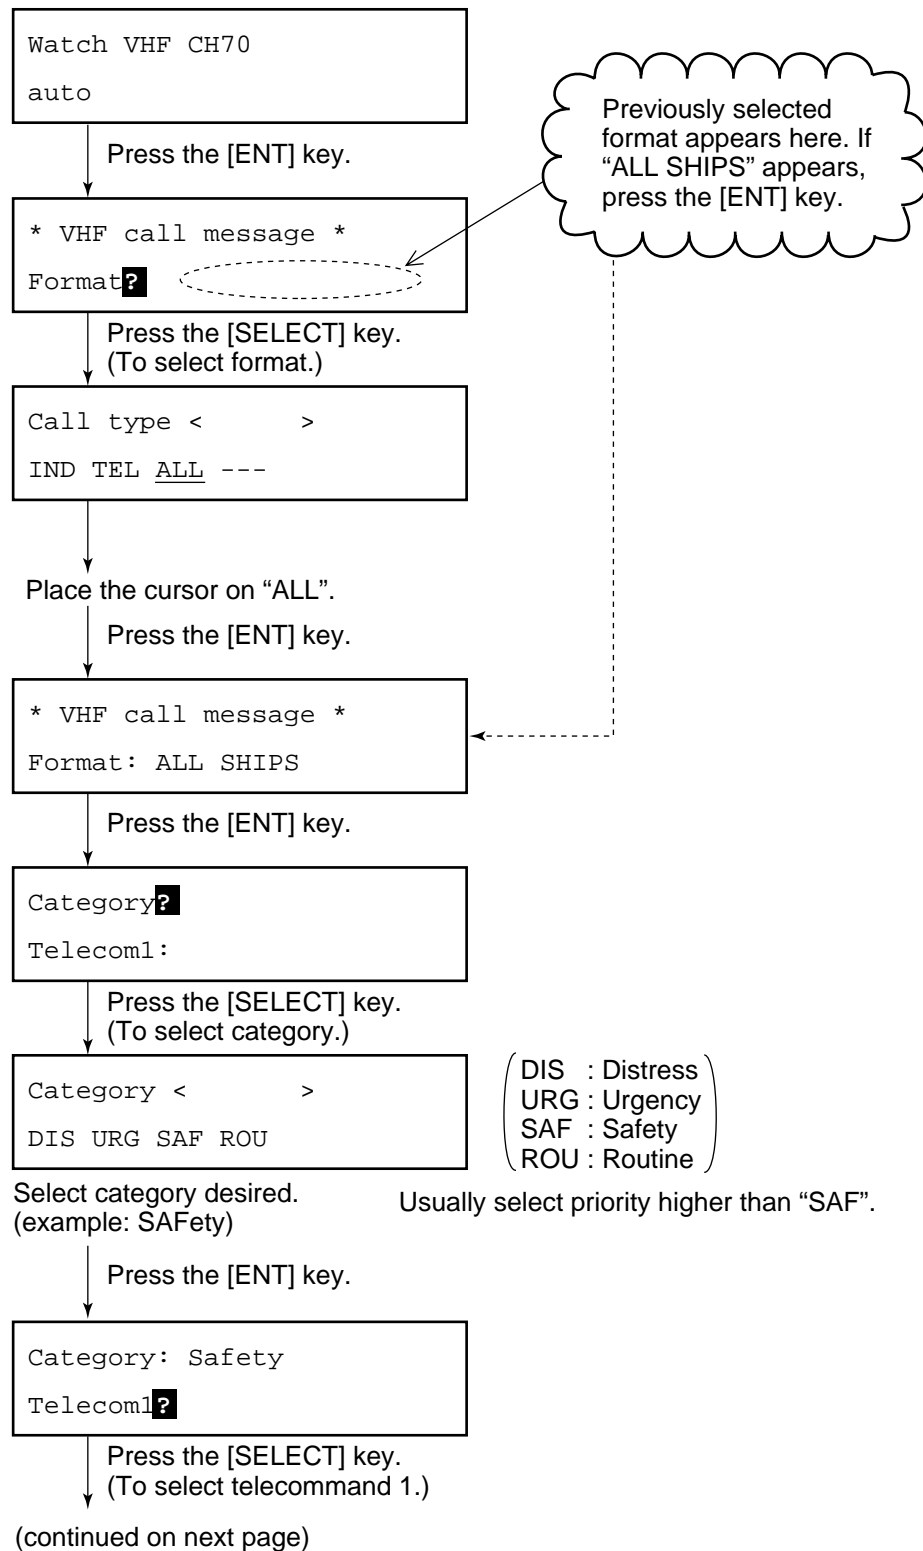 Watch VHF CH70
auto
Press the [ENT] key.
Previously selected
format appears here. If
“ALL SHIPS” appears,
press the [ENT] key.
* VHF call message *
Format?
Press the [SELECT] key.
(To select format.)
Call type < >
IND TEL ALL ---
Place the cursor on “ALL”.
Press the [ENT] key.
* VHF call message *
Format: ALL SHIPS
Press the [ENT] key.
Category?
Telecom1:
Press the [SELECT] key.
(To select category.)
Category < >
DIS URG SAF ROU
DIS : Distress
URG : Urgency
SAF : Safety
ROU : Routine
Select category desired.
(example: SAFety)
Usually select priority higher than “SAF”.
Press the [ENT] key.
Category: Safety
Telecom1?
Press the [SELECT] key.
(To select telecommand 1.)
(continued on next page)